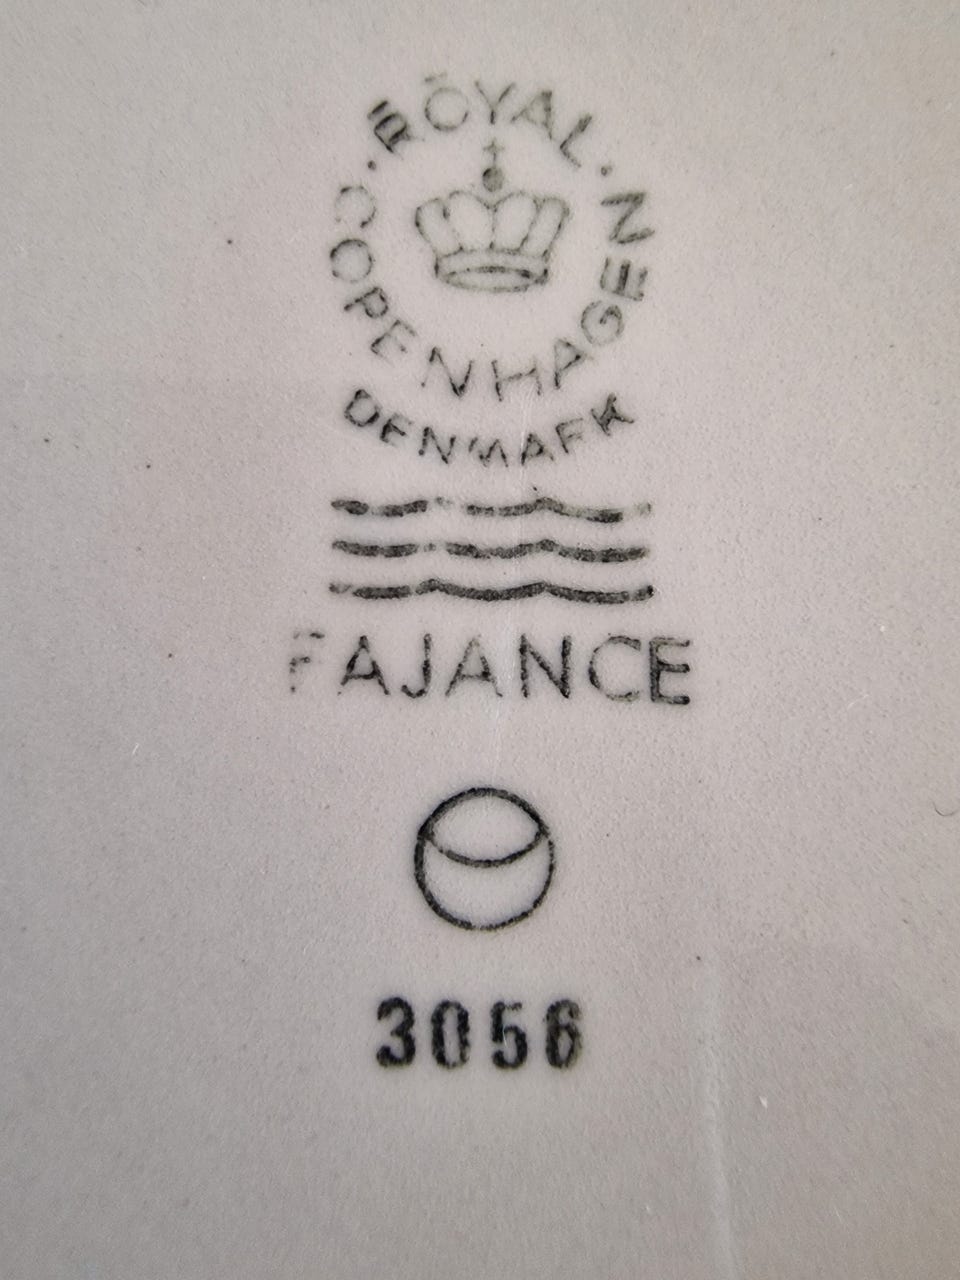 ROYAL
COPENHAGEN
DENMARK
FAJANCE
3056